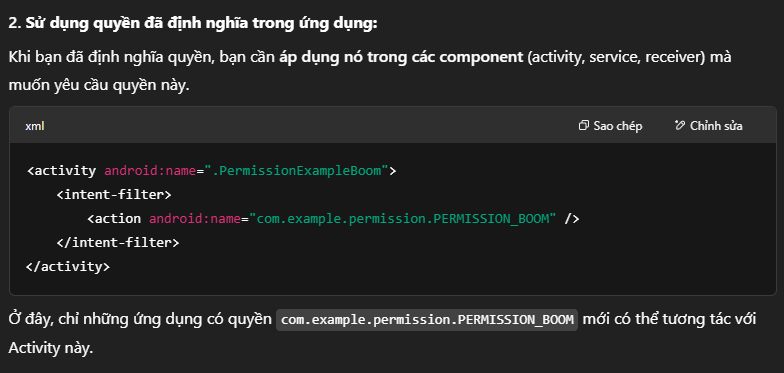 2. Sử dụng quyền đã định nghĩa trong ứng dụng:
Khi bạn đã định nghĩa quyền, bạn cần áp dụng nó trong các component (activity, service, receiver) mà
muốn yêu cầu quyền này.
xml
Sao chép
Chỉnh sửa
<activity android:name=".PermissionExampleBoom">
    <intent-filter>
        <action android:name="com.example.permission.PERMISSION_BOOM" />
    </intent-filter>
</activity>
Ở đây, chỉ những ứng dụng có quyền com.example.permission.PERMISSION_BOOM mới có thể tương tác với
Activity này.